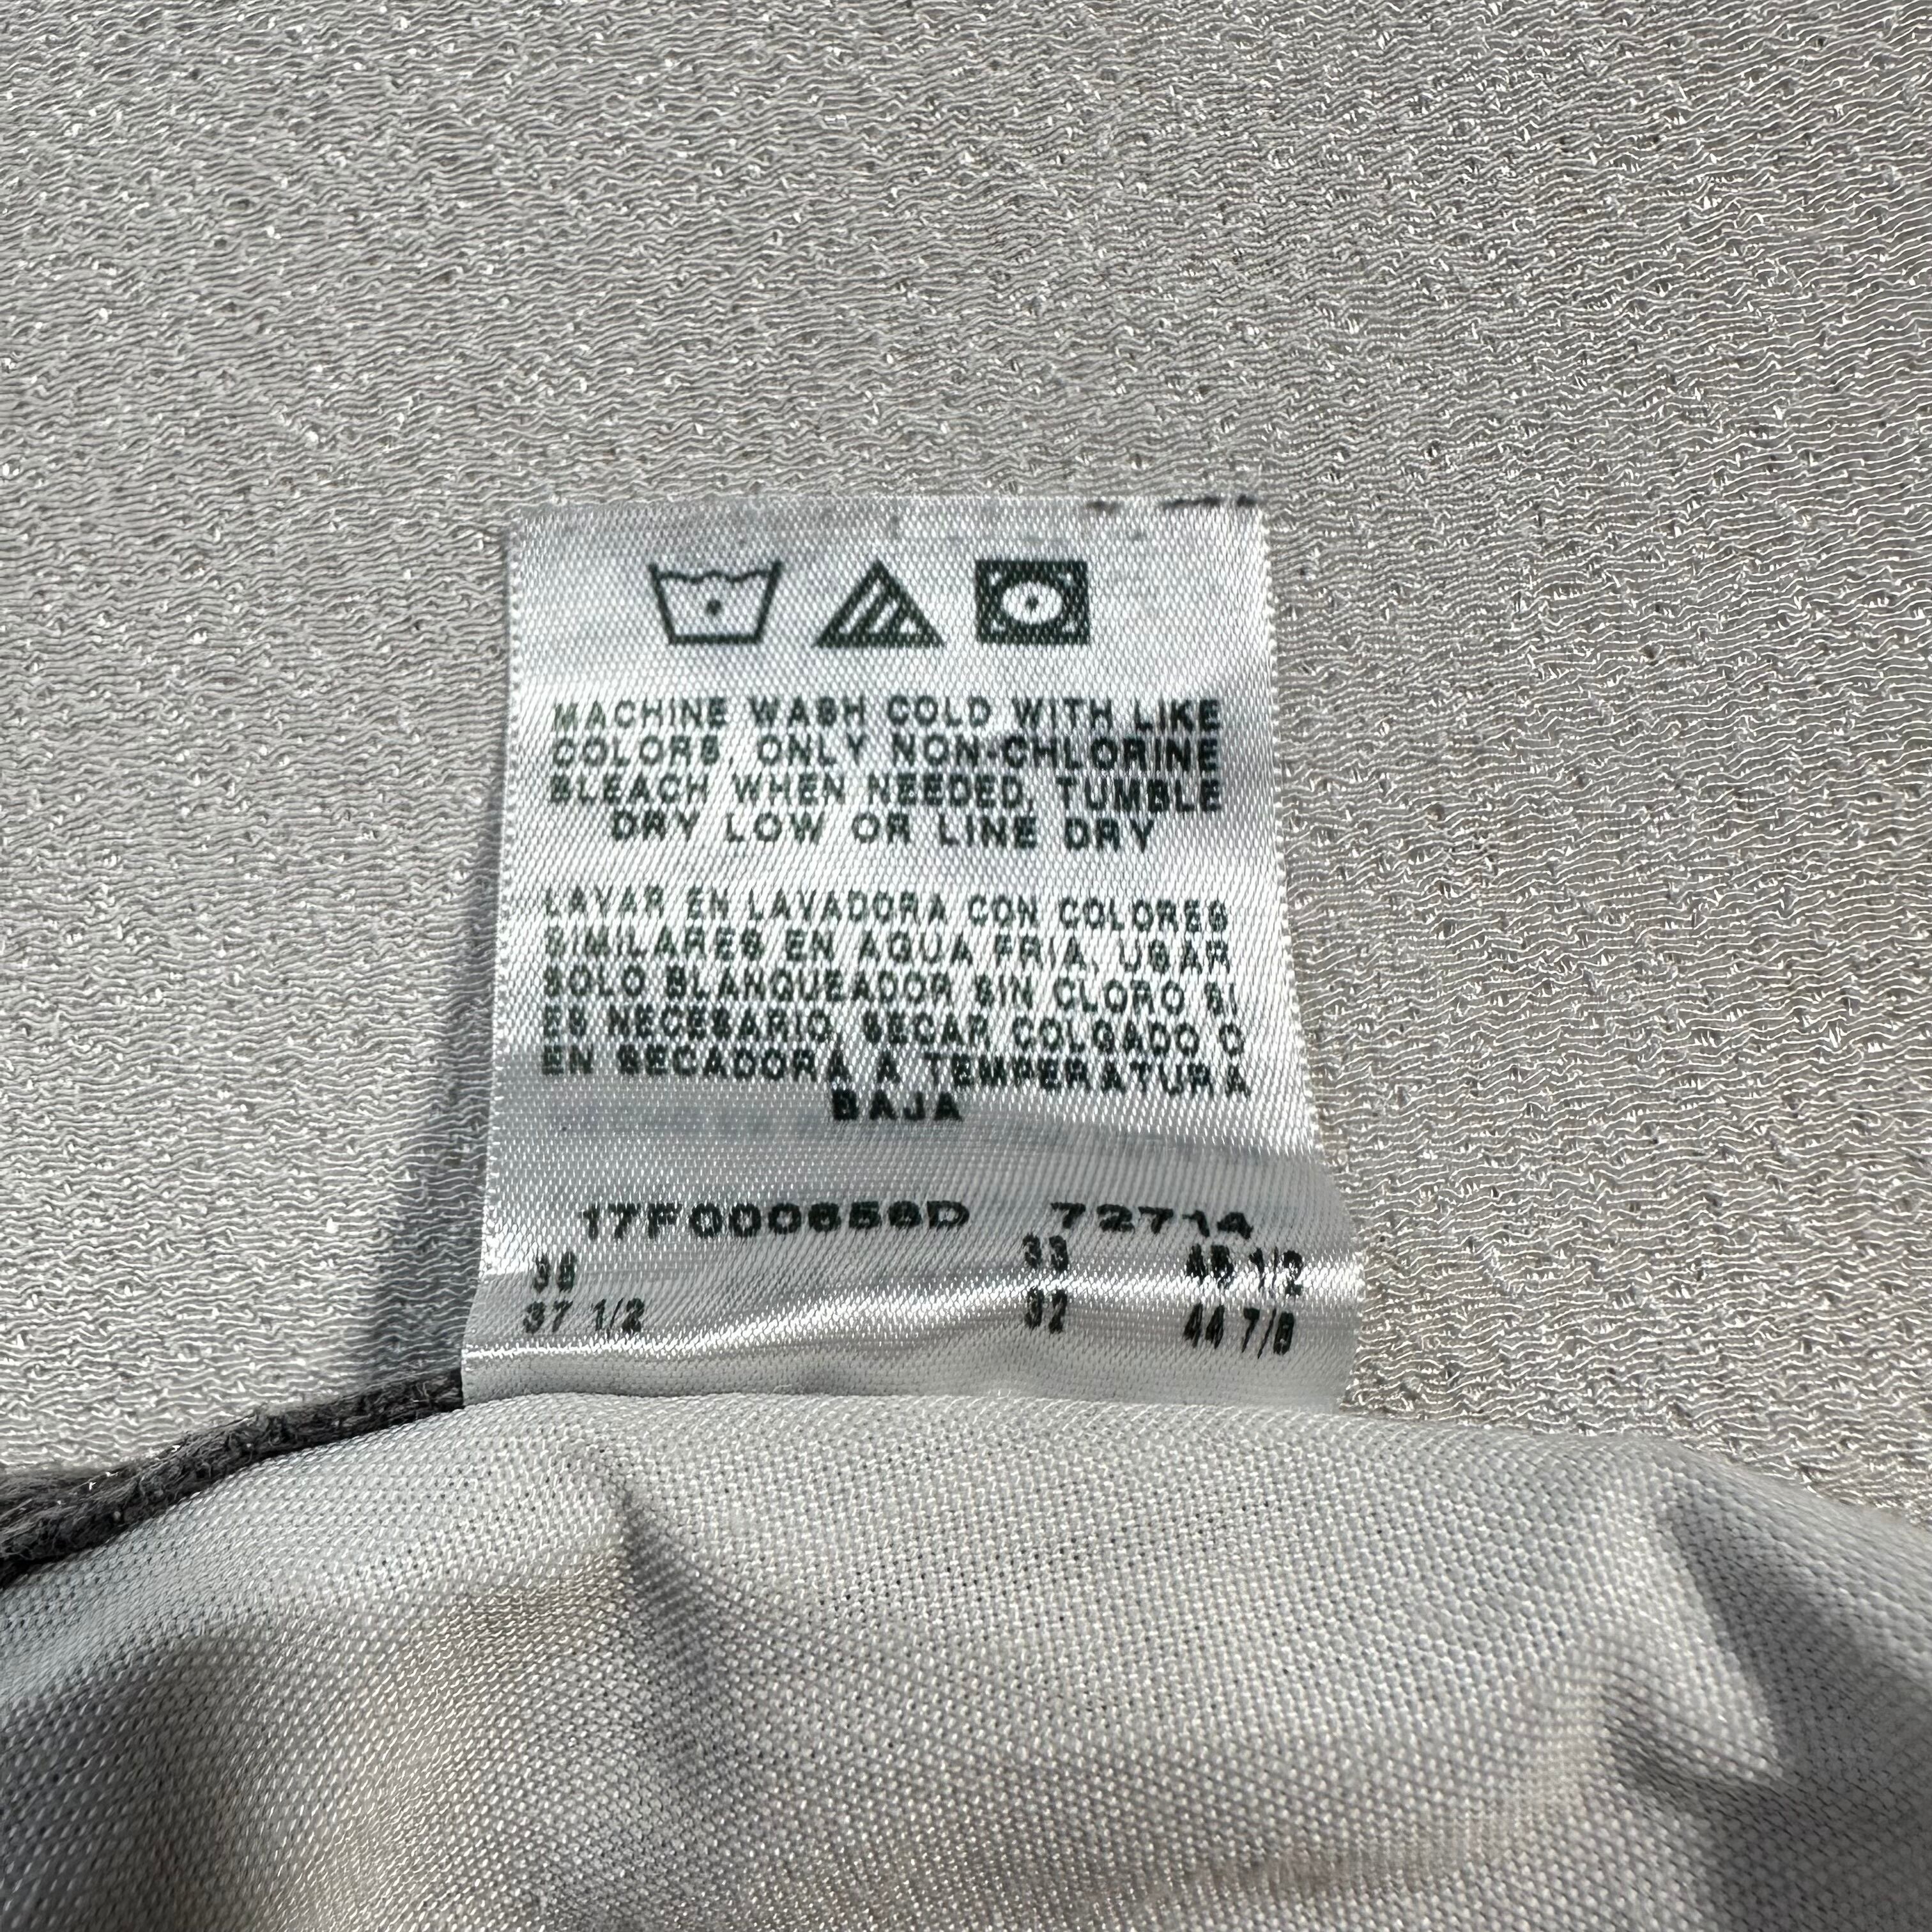 MACHINE WASH COLD WITH LIKE
COLORS ONLY NON-CHLORINE
BLEACH WHEN NEEDED, TUMBLE
DRY LOW OR LINE DRY
LAVAR EN LAVADORA CON COLORES
SIMILARES EN AGUA FRIA, USAR
SOLO BLANQUEADOR SIN CLORO SI
ES NECESARIO, SECAR COLGADO O
EN SECADORA A TEMPERATURA
BAJA
72714
38 33 45 1/2
37 1/2 32 44 7/8